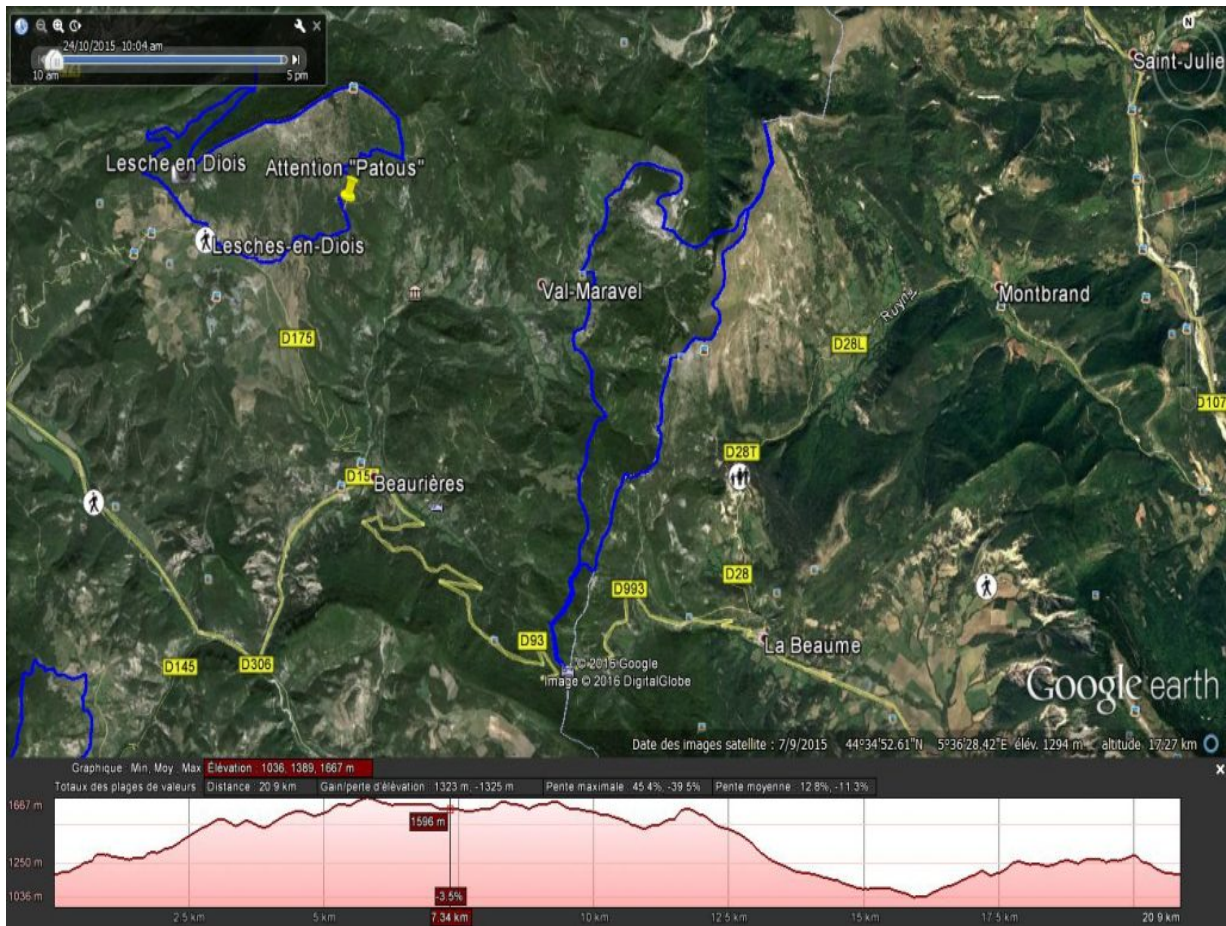 24/10/2015 10:04 am
10 am 5 pm
N
Saint-Julie
Lesche en Diois
Attention "Patous"
Lesches-en-Diois
Val-Maravel
Montbrand
Ruyng
D175
D28L
D107
D28T
D15
Beaurières
D28
D993
D93
La Beaume
D145
D306
© 2016 Google
Image © 2016 DigitalGlobe
Google earth
Date des images satellite : 7/9/2015 44°34'52.61"N 5°36'28.42"E élév. 1294 m altitude 17.27 km
Graphique : Min, Moy, Max Élévation : 1036, 1389, 1667 m
Totaux des plages de valeurs Distance : 20.9 km Gain/perte d'élévation : 1323 m, -1325 m Pente maximale : 45.4%, -39.5% Pente moyenne : 12.8%, -11.3%
1667 m
1596 m
1250 m
1036 m
-3.5%
2.5 km 5 km 7.34 km 10 km 12.5 km 15 km 17.5 km 20.9 km